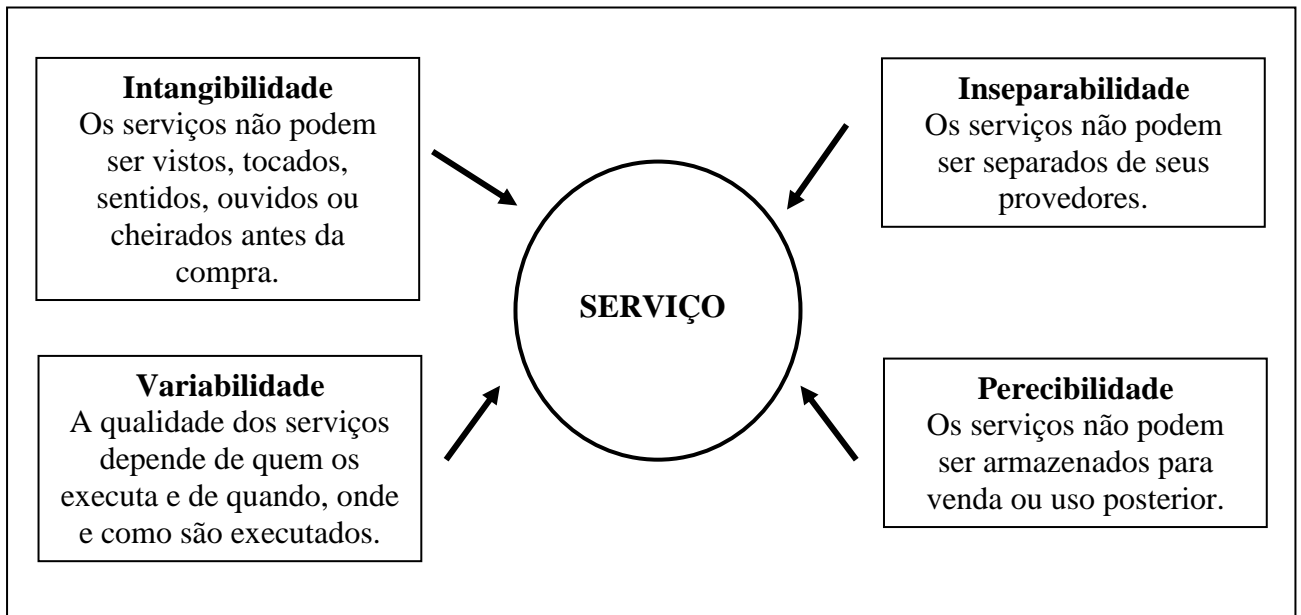 Intangibilidade
Os serviços não podem
ser vistos, tocados,
sentidos, ouvidos ou
cheirados antes da
compra.
Inseparabilidade
Os serviços não podem
ser separados de seus
provedores.
SERVIÇO
Variabilidade
A qualidade dos serviços
depende de quem os
executa e de quando, onde
e como são executados.
Perecibilidade
Os serviços não podem
ser armazenados para
venda ou uso posterior.